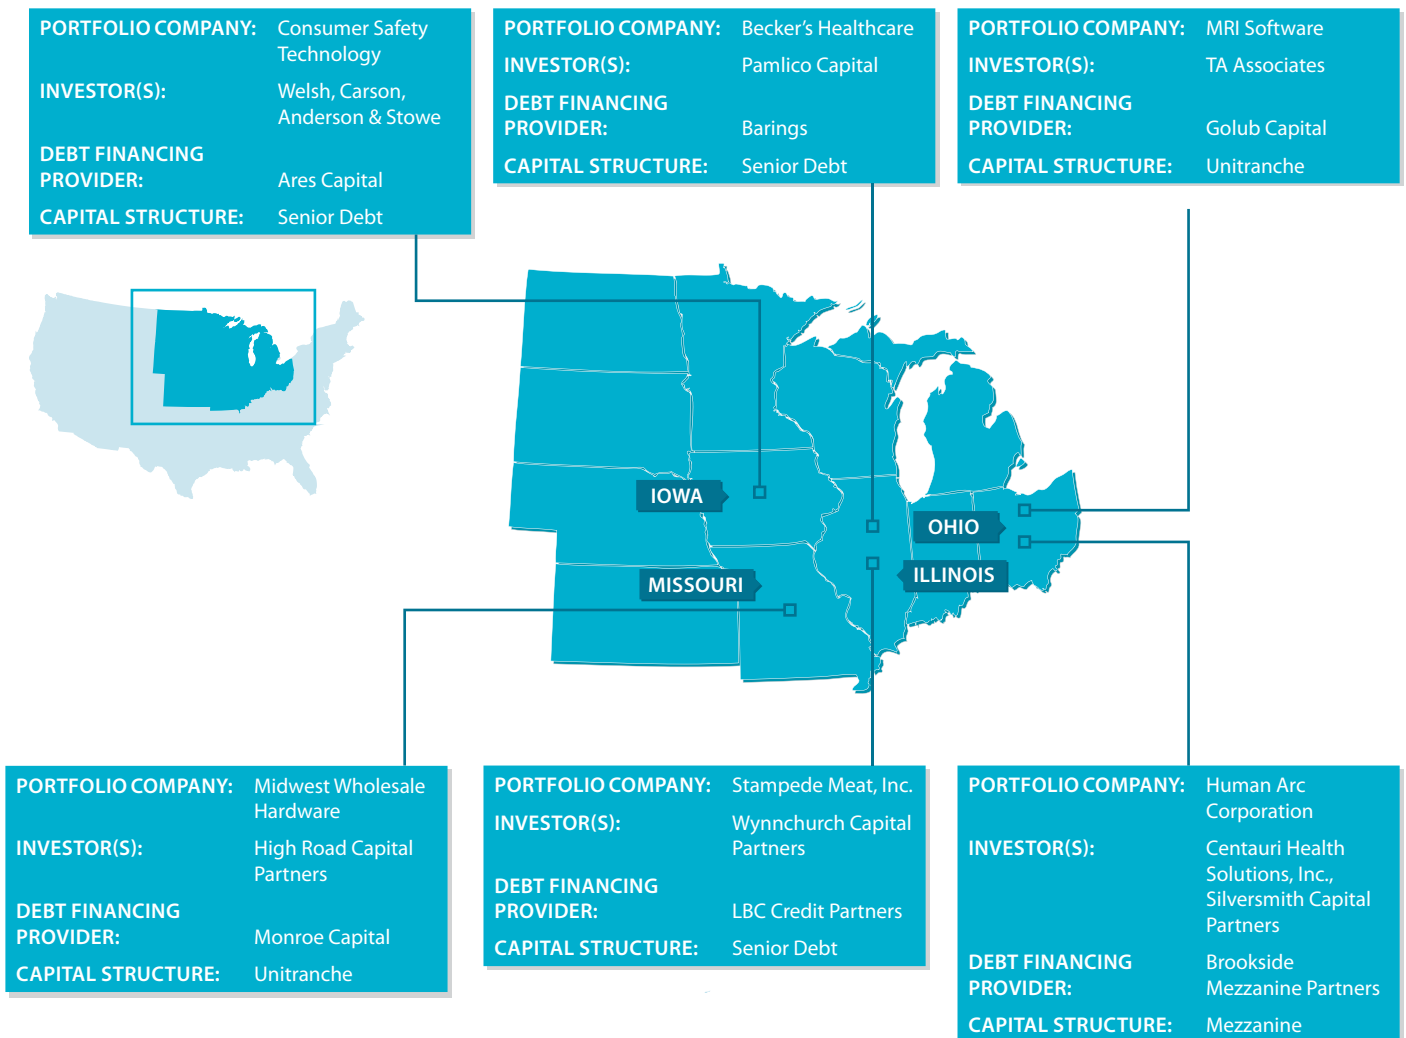 PORTFOLIO COMPANY: Consumer Safety
Technology
INVESTOR(S): Welsh, Carson,
Anderson & Stowe
DEBT FINANCING
PROVIDER: Ares Capital
CAPITAL STRUCTURE: Senior Debt
PORTFOLIO COMPANY: Becker’s Healthcare
INVESTOR(S): Pamlico Capital
DEBT FINANCING
PROVIDER: Barings
CAPITAL STRUCTURE: Senior Debt
PORTFOLIO COMPANY: MRI Software
INVESTOR(S): TA Associates
DEBT FINANCING
PROVIDER: Golub Capital
CAPITAL STRUCTURE: Unitranche
IOWA
OHIO
ILLINOIS
MISSOURI
PORTFOLIO COMPANY: Midwest Wholesale
Hardware
INVESTOR(S): High Road Capital
Partners
DEBT FINANCING
PROVIDER: Monroe Capital
CAPITAL STRUCTURE: Unitranche
PORTFOLIO COMPANY: Stampede Meat, Inc.
INVESTOR(S): Wynnchurch Capital
Partners
DEBT FINANCING
PROVIDER: LBC Credit Partners
CAPITAL STRUCTURE: Senior Debt
PORTFOLIO COMPANY: Human Arc
Corporation
INVESTOR(S): Centauri Health
Solutions, Inc.,
Silversmith Capital
Partners
DEBT FINANCING Brookside
PROVIDER: Mezzanine Partners
CAPITAL STRUCTURE: Mezzanine